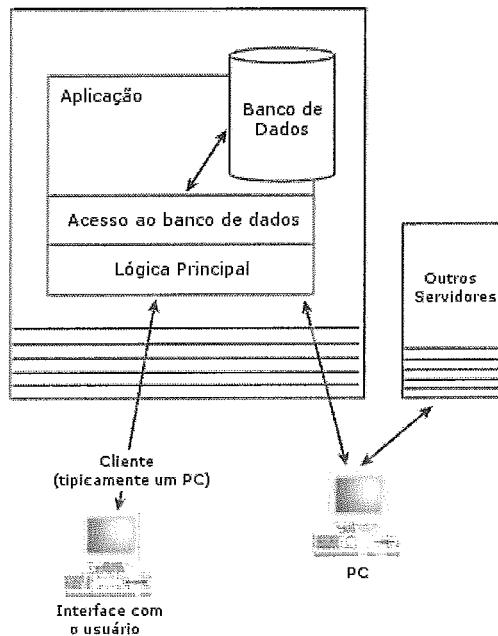 Aplicação
Banco de
Dados
Acesso ao banco de dados
Lógica Principal
Outros
Servidores
Cliente
(tipicamente um PC)
PC
Interface com
o usuário